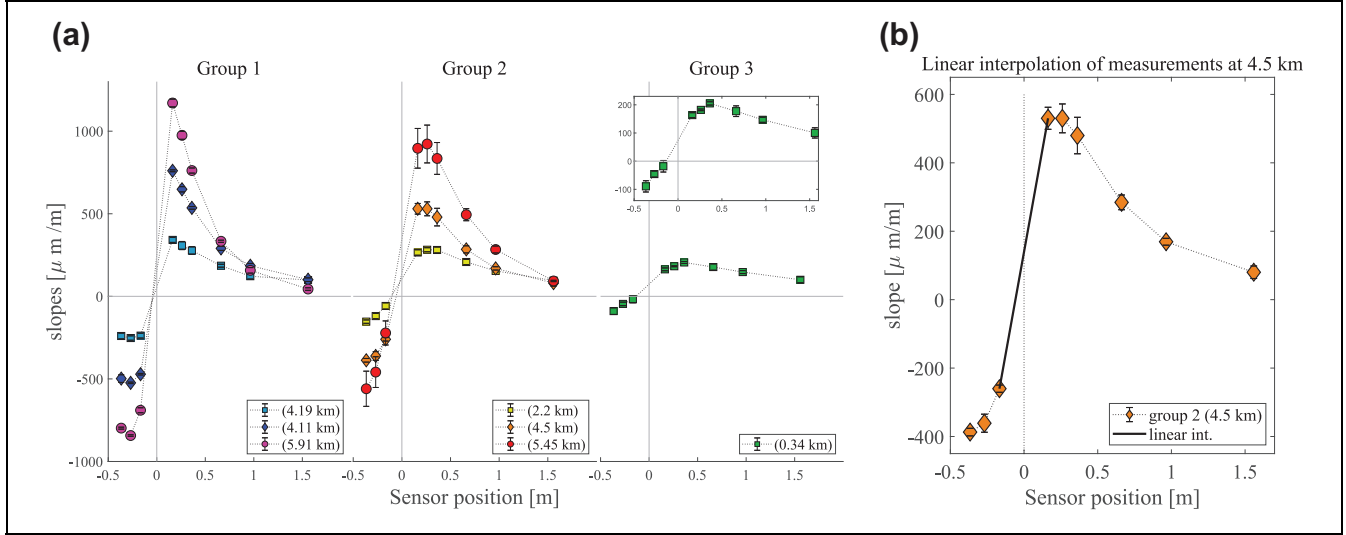 (a)
Group 1
Group 2
Group 3
1000
500
0
-500
-1000
slopes [μ m /m]
-0.5 0 0.5 1 1.5
-0.5 0 0.5 1 1.5
-0.5 0 0.5 1 1.5
Sensor position [m]
(4.19 km)
(4.11 km)
(5.91 km)
(2.2 km)
(4.5 km)
(5.45 km)
200
100
0
-100
-0.5 0 0.5 1 1.5
(0.34 km)
(b)
Linear interpolation of measurements at 4.5 km
600
400
200
0
-200
-400
slope [μ m/m]
-0.5 0 0.5 1 1.5
Sensor position [m]
group 2 (4.5 km)
linear int.